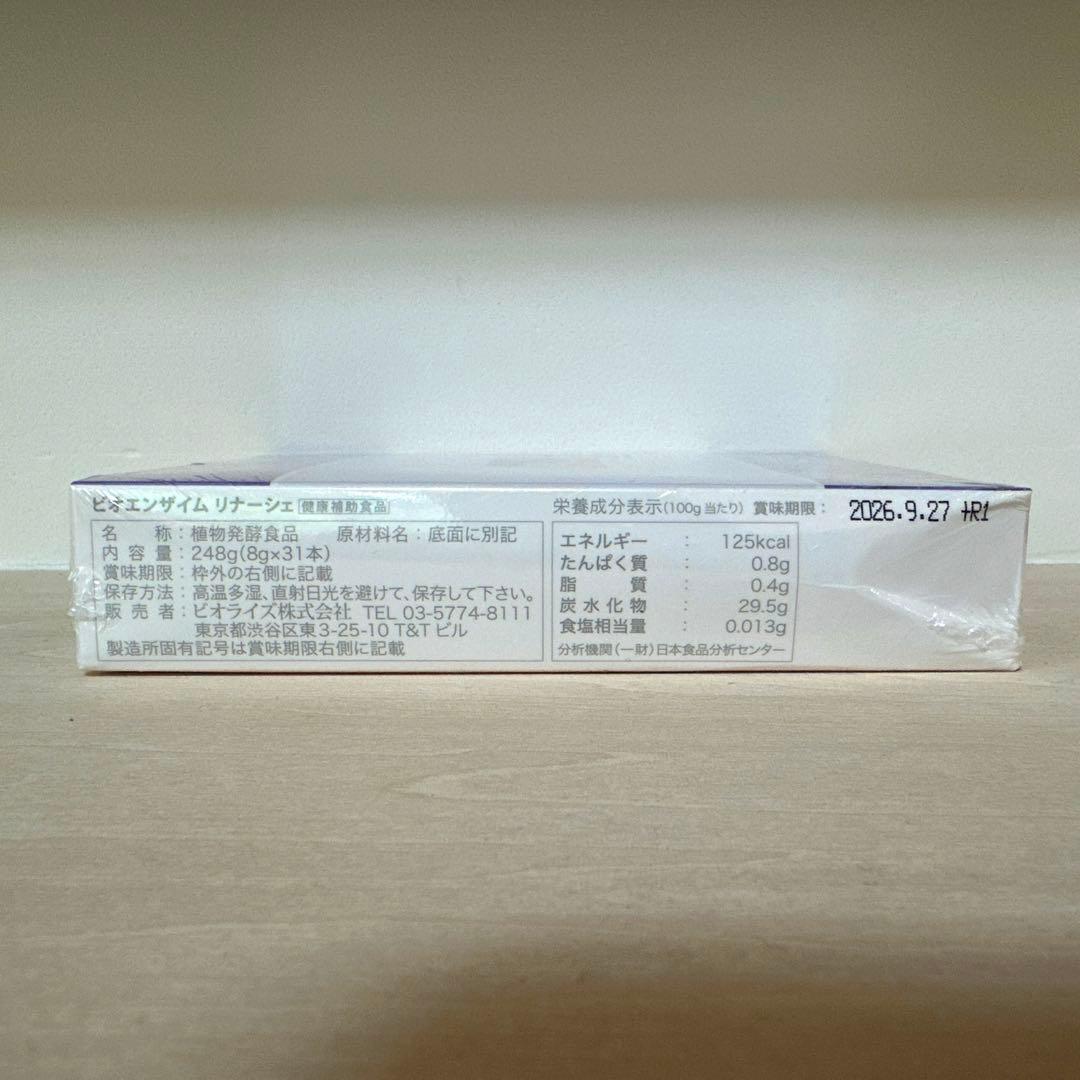 ビオエンザイム リナーシェ 健康補助食品
名 称：植物発酵食品 原材料名：底面に別記
内 容 量：248g(8g×31本)
賞味期限：枠外の右側に記載
保存方法：高温多湿、直射日光を避けて、保存して下さい。
販 売 者：ビオライズ株式会社 TEL 03-5774-8111
東京都渋谷区東3-25-10 T&Tビル
製造所固有記号は賞味期限右側に記載
栄養成分表示(100g当たり) 賞味期限： 2026.9.27 +R1
エネルギー ： 125kcal
たんぱく質 ： 0.8g
脂 質 ： 0.4g
炭水化物 ： 29.5g
食塩相当量 ： 0.013g
分析機関(一財)日本食品分析センター